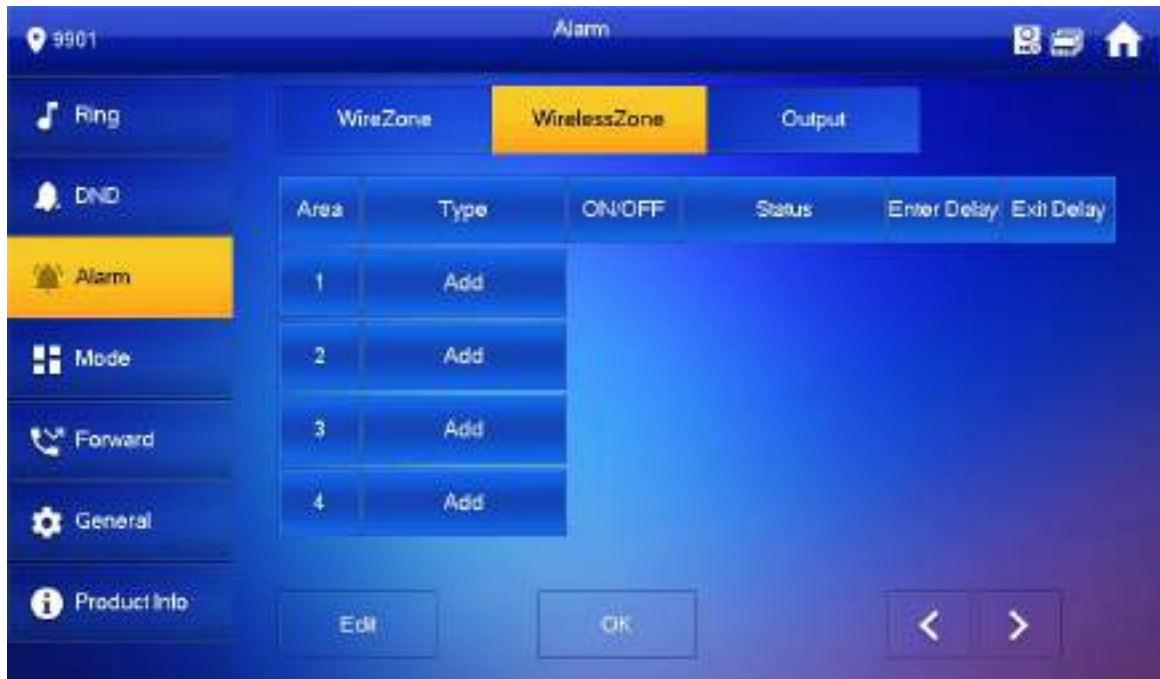 9901
Alarm
Ring
DND
Alarm
Mode
Forward
General
Product Info
WireZone WirelessZone Output
Area Type ON/OFF Status Enter Delay Exit Delay
1 Add
2 Add
3 Add
4 Add
Edit OK